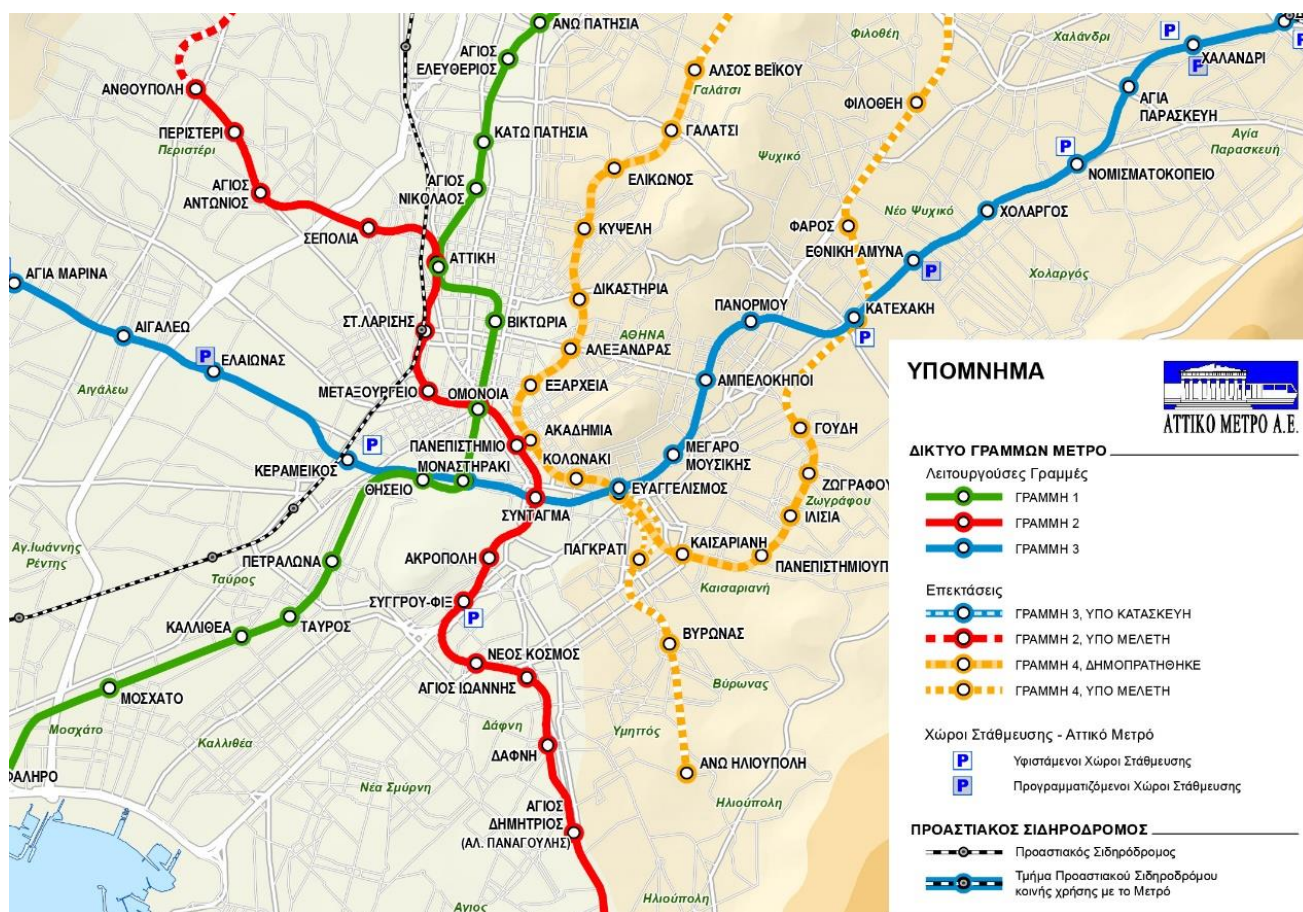 ΑΝΩ ΠΑΤΗΣΙΑ
ΑΓΙΟΣ
ΕΛΕΥΘΕΡΙΟΣ
ΑΛΣΟΣ ΒΕΪΚΟΥ
Γαλάτσι
Φιλοθέη
Χαλάνδρι
P
ΧΑΛΑΝΔΡΙ
P
ΑΝΘΟΥΠΟΛΗ
ΦΙΛΟΘΕΗ
ΑΓΙΑ
ΠΑΡΑΣΚΕΥΗ
ΠΕΡΙΣΤΕΡΙ
Περιστέρι
ΚΑΤΩ ΠΑΤΗΣΙΑ
ΓΑΛΑΤΣΙ
Ψυχικό
Αγία
Παρασκευή
P
ΝΟΜΙΣΜΑΤΟΚΟΠΕΙΟ
ΑΓΙΟΣ
ΑΝΤΩΝΙΟΣ
ΑΓΙΟΣ
ΝΙΚΟΛΑΟΣ
ΕΛΙΚΩΝΟΣ
Νέο Ψυχικό
ΧΟΛΑΡΓΟΣ
ΣΕΠΟΛΙΑ
ΚΥΨΕΛΗ
ΦΑΡΟΣ
ΕΘΝΙΚΗ ΑΜΥΝΑ
P
Χολαργός
ΑΓΙΑ ΜΑΡΙΝΑ
ΑΤΤΙΚΗ
ΔΙΚΑΣΤΗΡΙΑ
ΠΑΝΟΡΜΟΥ
ΚΑΤΕΧΑΚΗ
P
ΑΙΓΑΛΕΩ
ΣΤ.ΛΑΡΙΣΗΣ
ΒΙΚΤΩΡΙΑ
ΑΘΗΝΑ
ΑΛΕΞΑΝΔΡΑΣ
P
ΕΛΑΙΩΝΑΣ
Αιγάλεω
ΜΕΤΑΞΟΥΡΓΕΙΟ
ΟΜΟΝΟΙΑ
ΕΞΑΡΧΕΙΑ
ΑΜΠΕΛΟΚΗΠΟΙ
ΑΚΑΔΗΜΙΑ
ΓΟΥΔΗ
P
ΠΑΝΕΠΙΣΤΗΜΙΟ
ΚΟΛΩΝΑΚΙ
ΜΕΓΑΡΟ
ΜΟΥΣΙΚΗΣ
ΚΕΡΑΜΕΙΚΟΣ
ΜΟΝΑΣΤΗΡΑΚΙ
ΘΗΣΕΙΟ
ΕΥΑΓΓΕΛΙΣΜΟΣ
ΖΩΓΡΑΦΟΥ
Ζωγράφου
ΣΥΝΤΑΓΜΑ
ΙΛΙΣΙΑ
Αγ.Ιωάννης
Ρέντης
ΑΚΡΟΠΟΛΗ
ΠΑΓΚΡΑΤΙ
ΚΑΙΣΑΡΙΑΝΗ
ΠΑΝΕΠΙΣΤΗΜΙΟΥΠ
ΠΕΤΡΑΛΩΝΑ
Ταύρος
Καισαριανή
ΣΥΓΓΡΟΥ-ΦΙΞ
P
ΤΑΥΡΟΣ
ΚΑΛΛΙΘΕΑ
ΒΥΡΩΝΑΣ
ΝΕΟΣ ΚΟΣΜΟΣ
ΑΓΙΟΣ ΙΩΑΝΝΗΣ
Βύρωνας
ΜΟΣΧΑΤΟ
Μοσχάτο
Καλλιθέα
Δάφνη
Υμηττός
ΔΑΦΝΗ
ΦΑΛΗΡΟ
Νέα Σμύρνη
ΑΝΩ ΗΛΙΟΥΠΟΛΗ
Ηλιούπολη
ΑΓΙΟΣ
ΔΗΜΗΤΡΙΟΣ
(ΑΛ. ΠΑΝΑΓΟΥΛΗΣ)
Αγιος
Ηλιούπολη
ΥΠΟΜΝΗΜΑ
ΑΤΤΙΚΟ ΜΕΤΡΟ Α.Ε.
ΔΙΚΤΥΟ ΓΡΑΜΜΩΝ ΜΕΤΡΟ
Λειτουργούσες Γραμμές
ΓΡΑΜΜΗ 1
ΓΡΑΜΜΗ 2
ΓΡΑΜΜΗ 3
Επεκτάσεις
ΓΡΑΜΜΗ 3, ΥΠΟ ΚΑΤΑΣΚΕΥΗ
ΓΡΑΜΜΗ 2, ΥΠΟ ΜΕΛΕΤΗ
ΓΡΑΜΜΗ 4, ΔΗΜΟΠΡΑΤΗΘΗΚΕ
ΓΡΑΜΜΗ 4, ΥΠΟ ΜΕΛΕΤΗ
Χώροι Στάθμευσης - Αττικό Μετρό
P Υφιστάμενοι Χώροι Στάθμευσης
P Προγραμματιζόμενοι Χώροι Στάθμευσης
ΠΡΟΑΣΤΙΑΚΟΣ ΣΙΔΗΡΟΔΡΟΜΟΣ
Προαστιακός Σιδηρόδρομος
Τμήμα Προαστιακού Σιδηροδρόμου
κοινής χρήσης με το Μετρό